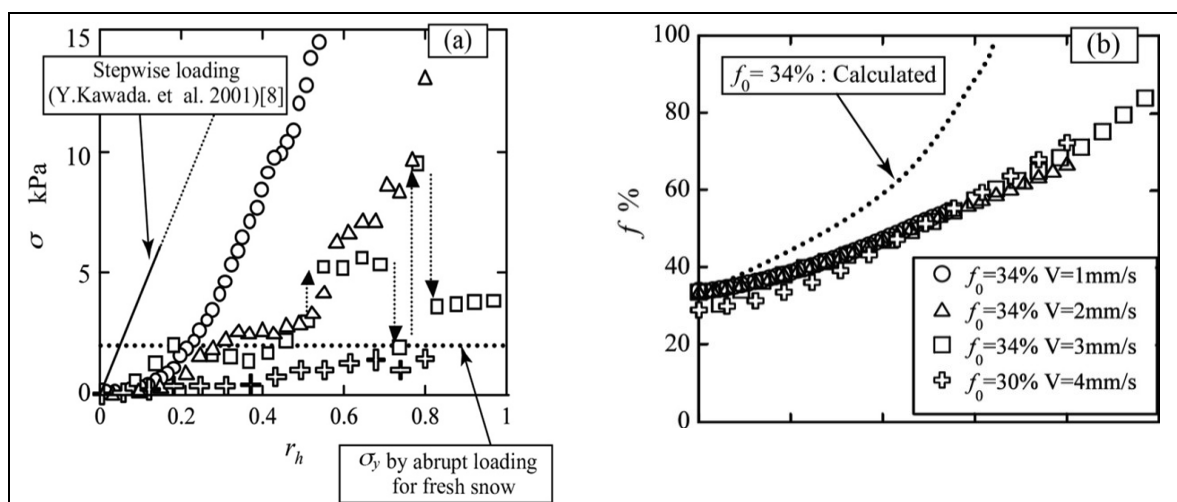 (a)
15
10
5
0
σ kPa
Stepwise loading
(Y.Kawada. et al. 2001)[8]
0.2
0.4
0.6
0.8
1
r_h
σ_y by abrupt loading
for fresh snow
(b)
100
80
60
40
20
0
f %
f_0= 34% : Calculated
f_0=34% V=1mm/s
f_0=34% V=2mm/s
f_0=34% V=3mm/s
f_0=30% V=4mm/s